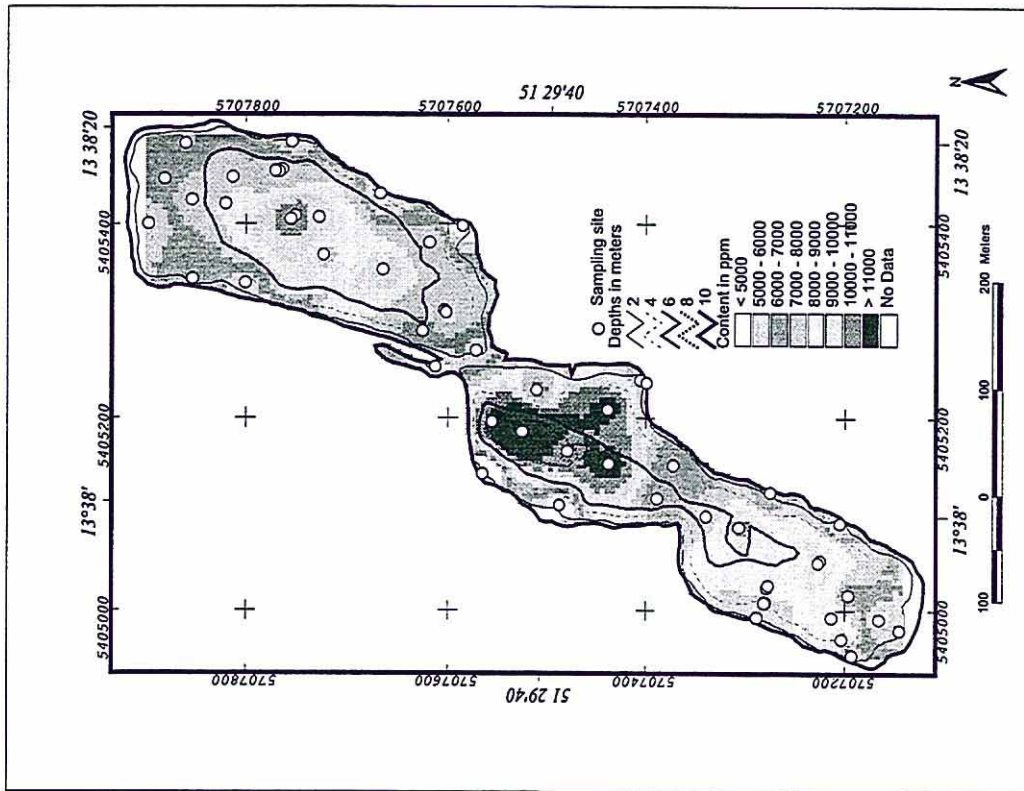 13 38'20
5405400
5405200
13°38'
5405000
5707800
5707600
51 29'40
5707400
5707200
5707800
5707600
51 29'40
5707400
5707200
13 38'20
5405400
5405200
13°38'
5405000
N
Sampling site
Depths in meters
2
4
6
8
10
Content in ppm
< 5000
5000 - 6000
6000 - 7000
7000 - 8000
8000 - 9000
9000 - 10000
10000 - 11000
> 11000
No Data
100 0 100 200 Meters